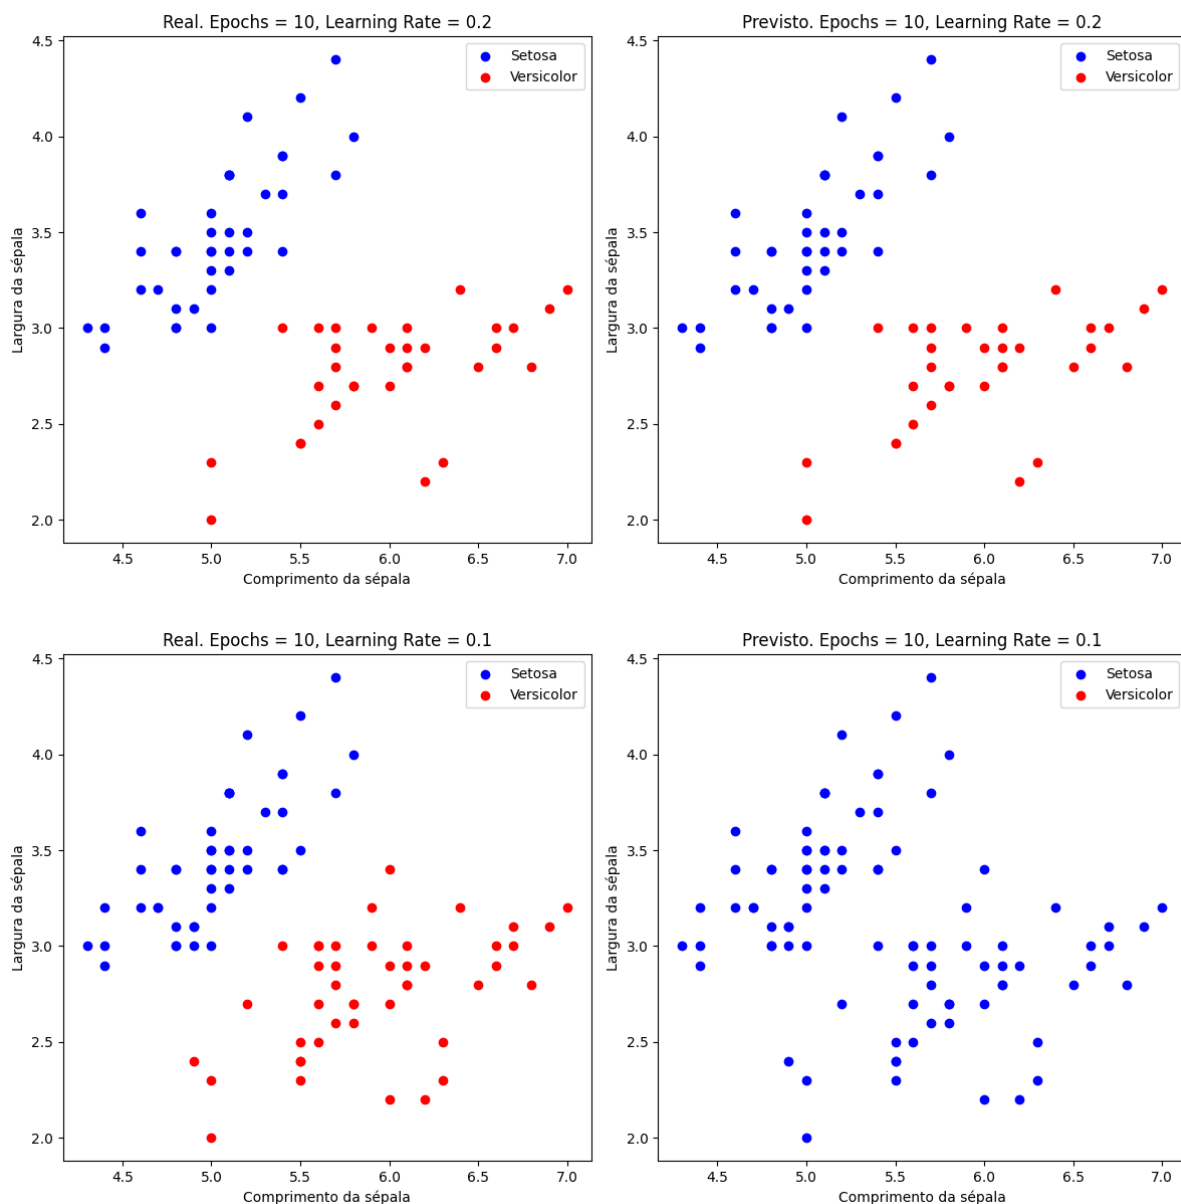 Real. Epochs = 10, Learning Rate = 0.2
4.5
4.0
3.5
3.0
2.5
2.0
Largura da sépala
Setosa
Versicolor
4.5 5.0 5.5 6.0 6.5 7.0
Comprimento da sépala
Previsto. Epochs = 10, Learning Rate = 0.2
4.5
4.0
3.5
3.0
2.5
2.0
Largura da sépala
Setosa
Versicolor
4.5 5.0 5.5 6.0 6.5 7.0
Comprimento da sépala
Real. Epochs = 10, Learning Rate = 0.1
4.5
4.0
3.5
3.0
2.5
2.0
Largura da sépala
Setosa
Versicolor
4.5 5.0 5.5 6.0 6.5 7.0
Comprimento da sépala
Previsto. Epochs = 10, Learning Rate = 0.1
4.5
4.0
3.5
3.0
2.5
2.0
Largura da sépala
Setosa
Versicolor
4.5 5.0 5.5 6.0 6.5 7.0
Comprimento da sépala